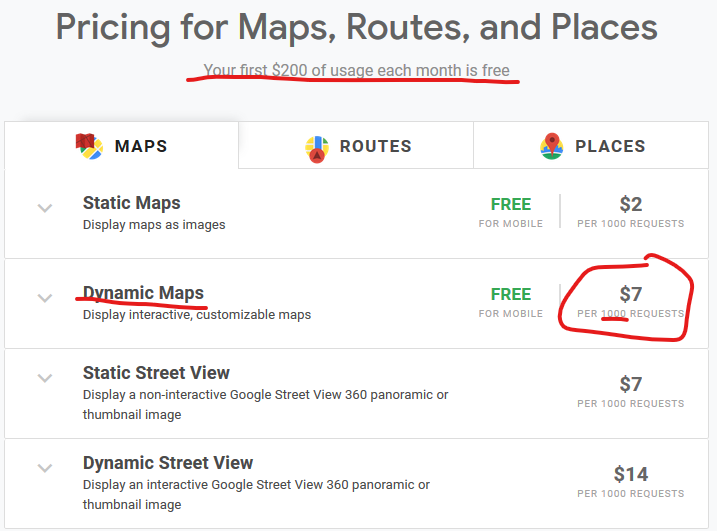 Pricing for Maps, Routes, and Places
Your first $200 of usage each month is free
MAPS
ROUTES
PLACES
Static Maps
Display maps as images
FREE
FOR MOBILE
$2
PER 1000 REQUESTS
Dynamic Maps
Display interactive, customizable maps
FREE
FOR MOBILE
$7
PER 1000 REQUESTS
Static Street View
Display a non-interactive Google Street View 360 panoramic or
thumbnail image
$7
PER 1000 REQUESTS
Dynamic Street View
Display an interactive Google Street View 360 panoramic or
thumbnail image
$14
PER 1000 REQUESTS